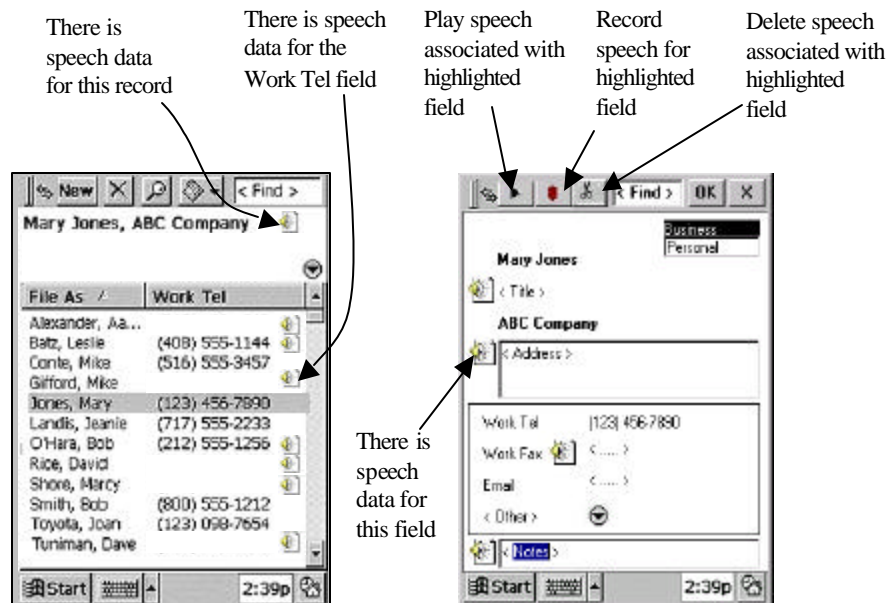 There is
speech data
for this record
There is speech
data for the
Work Tel field
Play speech
associated with
highlighted
field
Record
speech for
highlighted
field
Delete speech
associated with
highlighted
field
New < Find >
Mary Jones, ABC Company
File As Work Tel
Alexander, Aa...
Batz, Leslie (408) 555-1144
Conte, Mike (516) 555-3457
Gifford, Mike
Jones, Mary (123) 456-7890
Landis, Jeanie (717) 555-2233
O'Hara, Bob (212) 555-1256
Rice, David
Shore, Marcy
Smith, Bob (800) 555-1212
Toyota, Joan (123) 098-7654
Tuniman, Dave
Start 2:39p
There is
speech
data for
this field
< Find > OK X
Business
Personal
Mary Jones
< Title >
ABC Company
< Address >
Work Tel (123) 456-7890
Work Fax < ..... >
Email < ..... >
< Other >
< Notes >
Start 2:39p